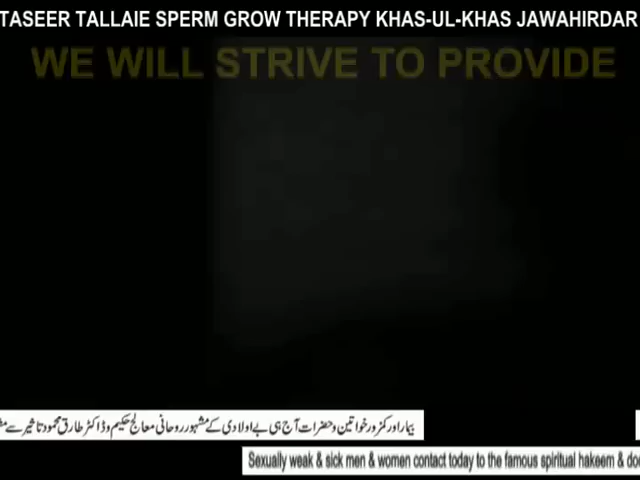 TASEER TALLAIE SPERM GROW THERAPY KHAS-UL-KHAS JAWAHIRDAR
WE WILL STRIVE TO PROVIDE
بیمار اور کمزور خواتین و حضرات آج ہی بے اولادی کے مشہور روحانی معالج حکیم و ڈاکٹر طارق محمود تاثیر سے
Sexually weak & sick men & women contact today to the famous spiritual hakeem &